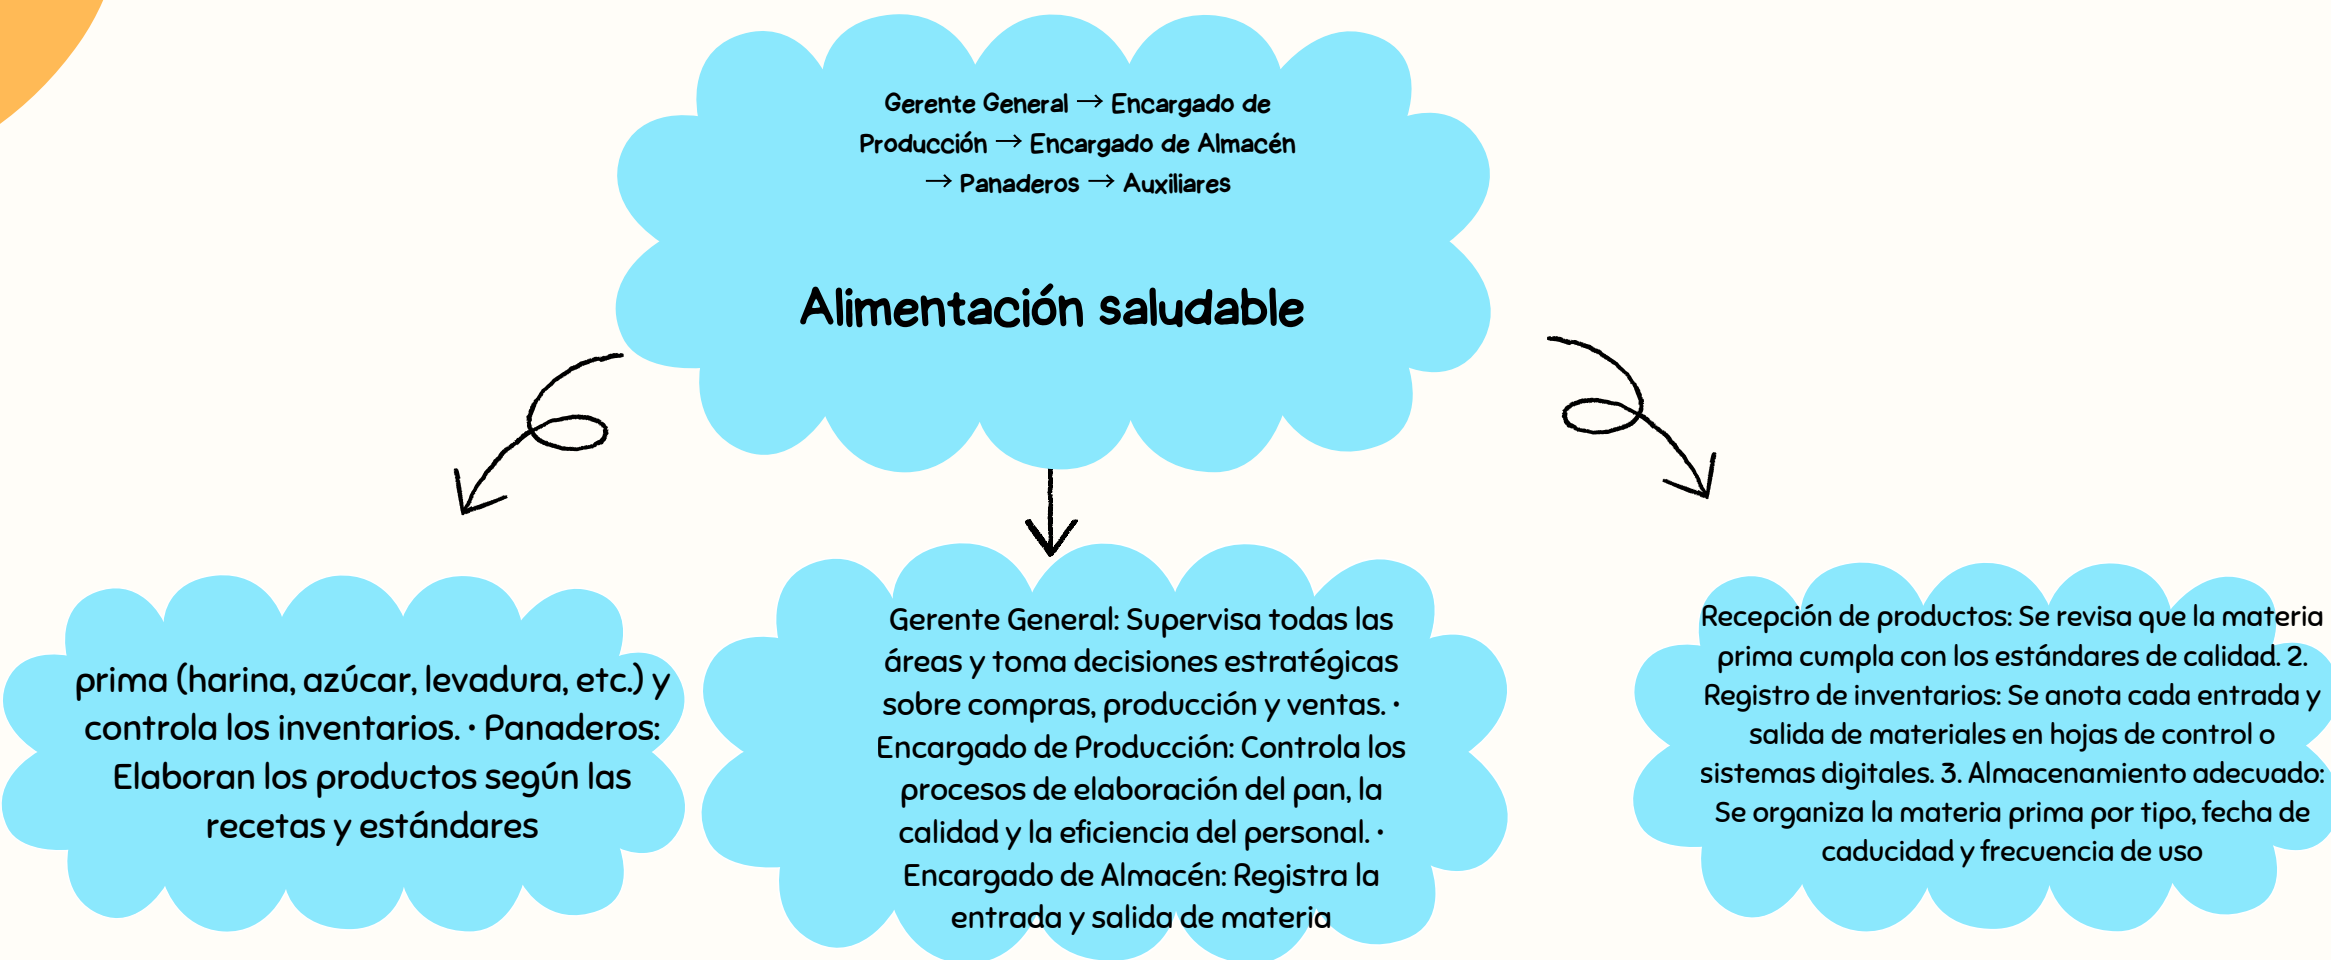 Gerente General → Encargado de
Producción → Encargado de Almacén
→ Panaderos → Auxiliares
Alimentación saludable
prima (harina, azúcar, levadura, etc.) y
controla los inventarios. • Panaderos:
Elaboran los productos según las
recetas y estándares
Gerente General: Supervisa todas las
áreas y toma decisiones estratégicas
sobre compras, producción y ventas. •
Encargado de Producción: Controla los
procesos de elaboración del pan, la
calidad y la eficiencia del personal. •
Encargado de Almacén: Registra la
entrada y salida de materia
Recepción de productos: Se revisa que la materia
prima cumpla con los estándares de calidad. 2.
Registro de inventarios: Se anota cada entrada y
salida de materiales en hojas de control o
sistemas digitales. 3. Almacenamiento adecuado:
Se organiza la materia prima por tipo, fecha de
caducidad y frecuencia de uso